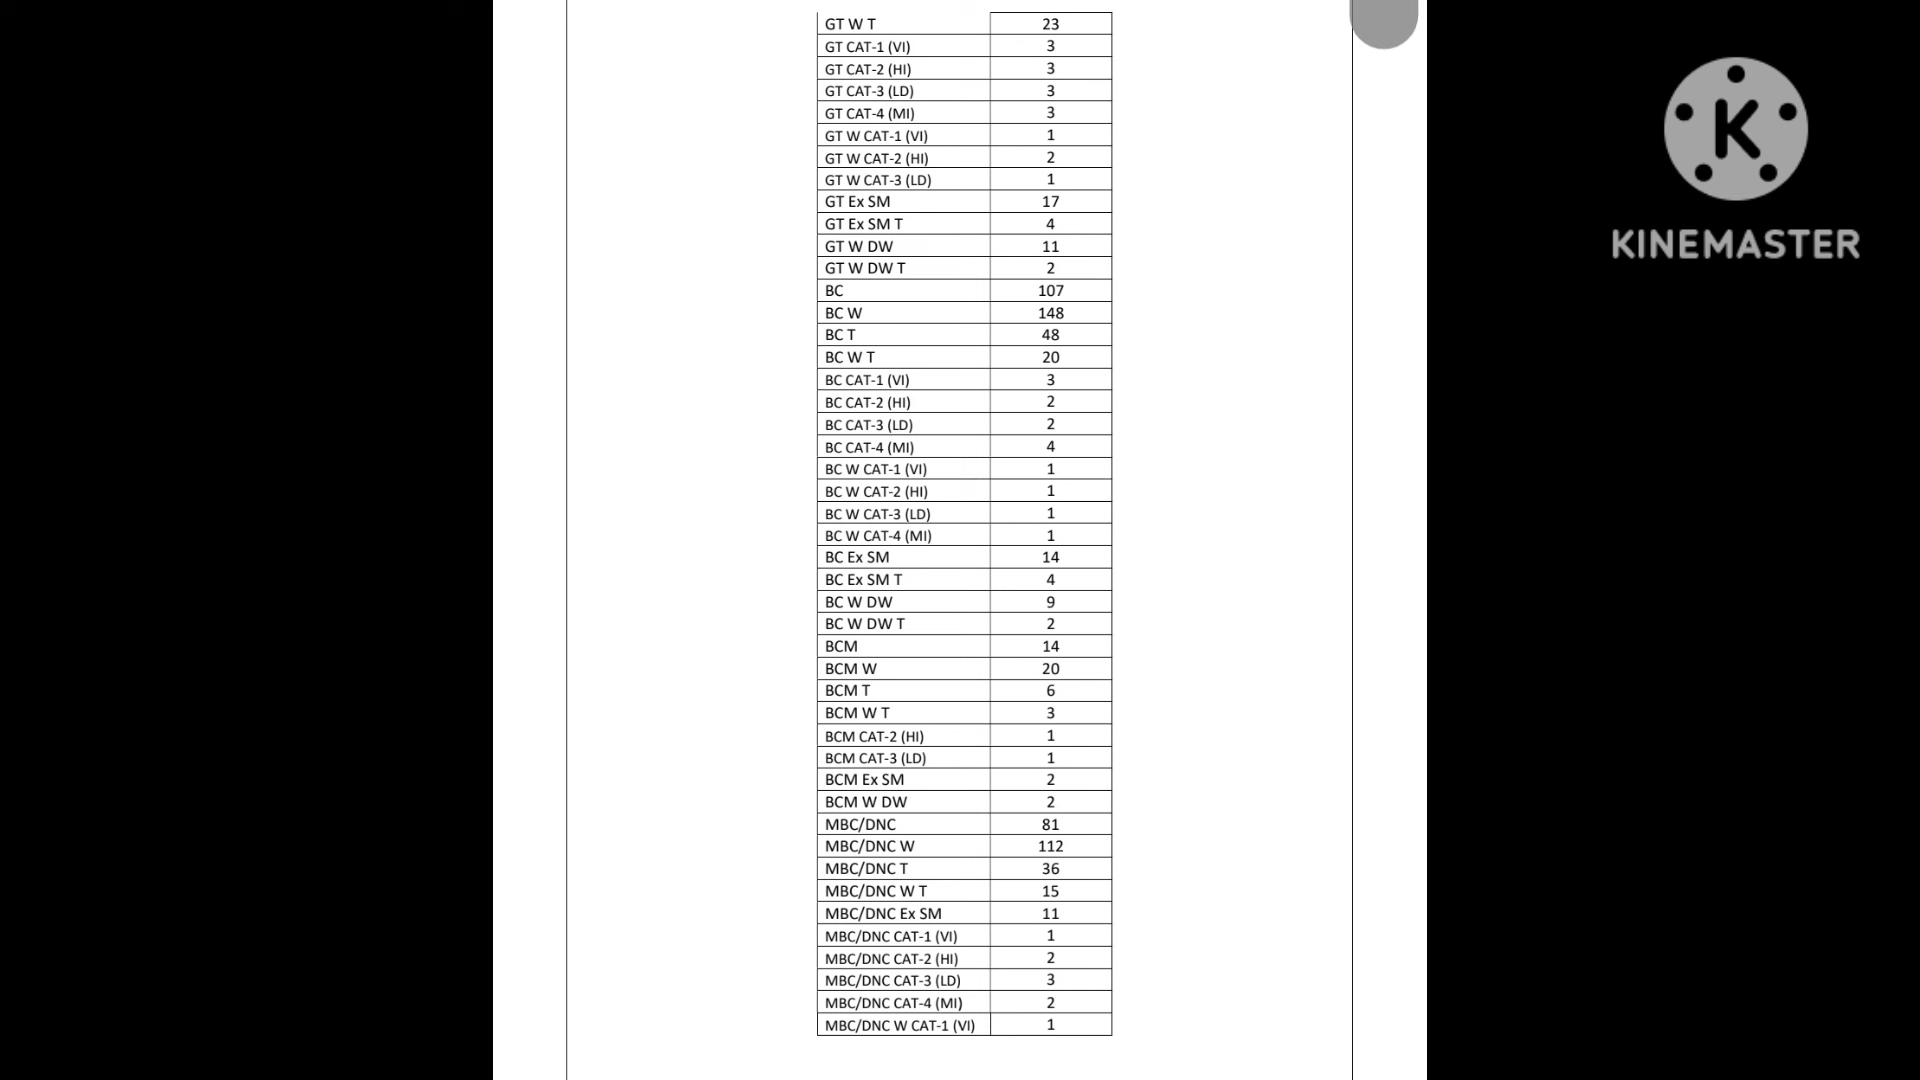 GT W T 23
GT CAT-1 (VI) 3
GT CAT-2 (HI) 3
GT CAT-3 (LD) 3
GT CAT-4 (MI) 3
GT W CAT-1 (VI) 1
GT W CAT-2 (HI) 2
GT W CAT-3 (LD) 1
GT Ex SM 17
GT Ex SM T 4
GT W DW 11
GT W DW T 2
BC 107
BC W 148
BC T 48
BC W T 20
BC CAT-1 (VI) 3
BC CAT-2 (HI) 2
BC CAT-3 (LD) 2
BC CAT-4 (MI) 4
BC W CAT-1 (VI) 1
BC W CAT-2 (HI) 1
BC W CAT-3 (LD) 1
BC W CAT-4 (MI) 1
BC Ex SM 14
BC Ex SM T 4
BC W DW 9
BC W DW T 2
BCM 14
BCM W 20
BCM T 6
BCM W T 3
BCM CAT-2 (HI) 1
BCM CAT-3 (LD) 1
BCM Ex SM 2
BCM W DW 2
MBC/DNC 81
MBC/DNC W 112
MBC/DNC T 36
MBC/DNC W T 15
MBC/DNC Ex SM 11
MBC/DNC CAT-1 (VI) 1
MBC/DNC CAT-2 (HI) 2
MBC/DNC CAT-3 (LD) 3
MBC/DNC CAT-4 (MI) 2
MBC/DNC W CAT-1 (VI) 1
K
KINEMASTER